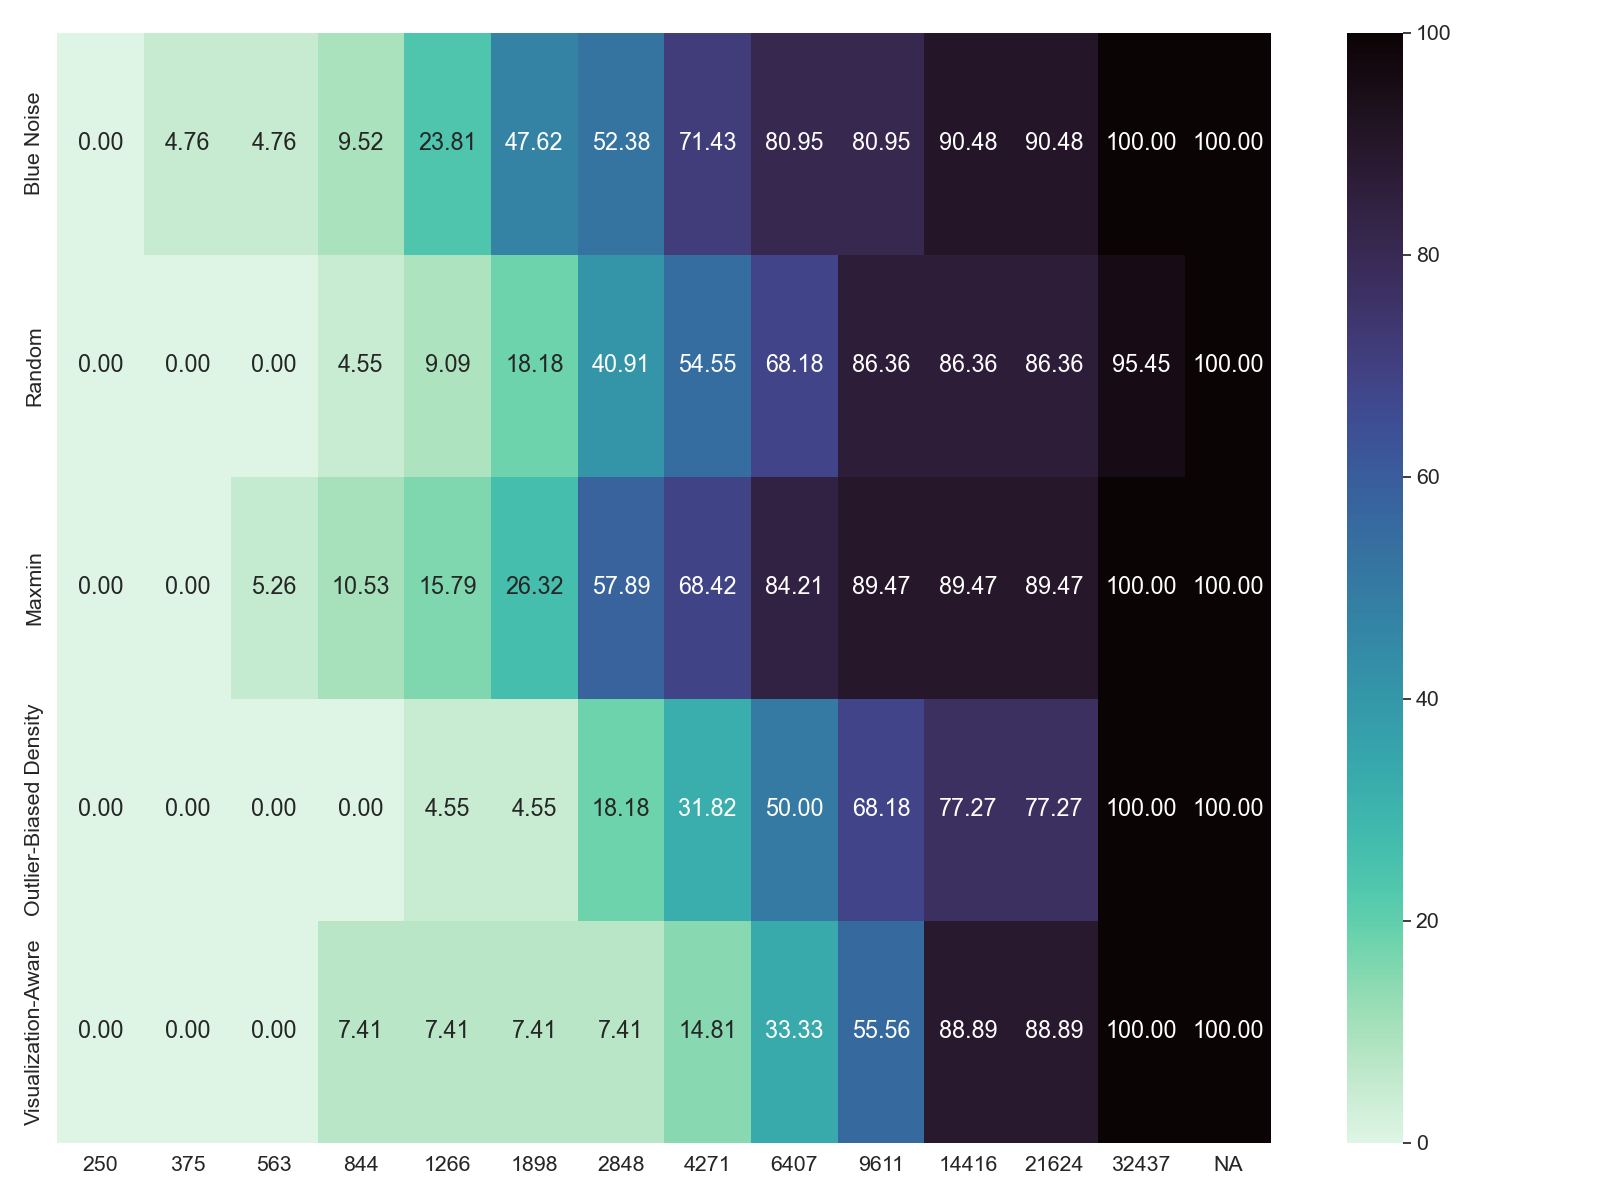 Blue Noise 0.00 4.76 4.76 9.52 23.81 47.62 52.38 71.43 80.95 80.95 90.48 90.48 100.00 100.00
Random 0.00 0.00 0.00 4.55 9.09 18.18 40.91 54.55 68.18 86.36 86.36 86.36 95.45 100.00
Maxmin 0.00 0.00 5.26 10.53 15.79 26.32 57.89 68.42 84.21 89.47 89.47 89.47 100.00 100.00
Outlier-Biased Density 0.00 0.00 0.00 0.00 4.55 4.55 18.18 31.82 50.00 68.18 77.27 77.27 100.00 100.00
Visualization-Aware 0.00 0.00 0.00 7.41 7.41 7.41 7.41 14.81 33.33 55.56 88.89 88.89 100.00 100.00
250 375 563 844 1266 1898 2848 4271 6407 9611 14416 21624 32437 NA
100
80
60
40
20
0